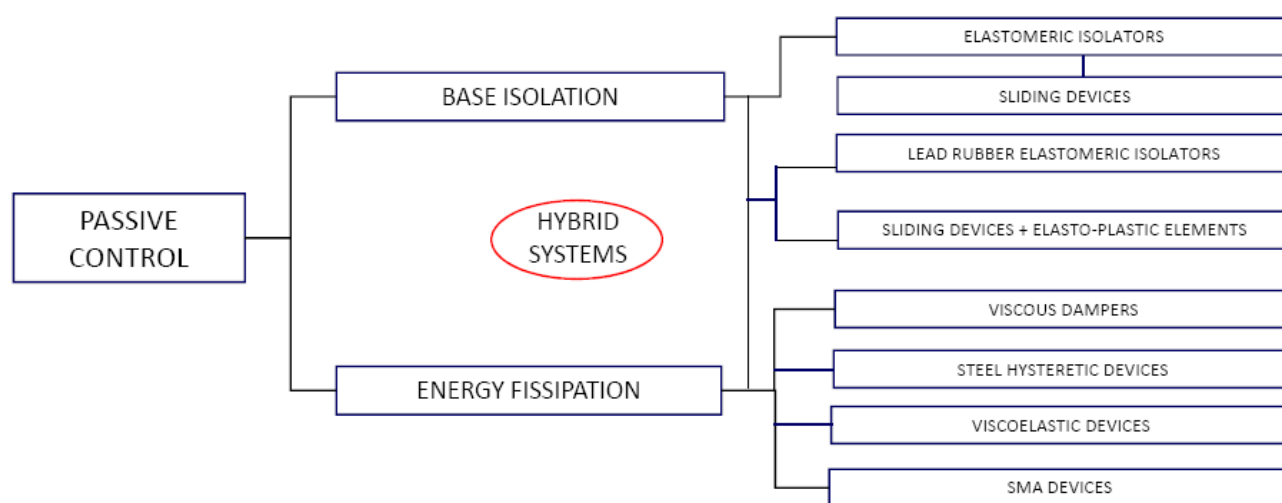 PASSIVE
CONTROL
BASE ISOLATION
HYBRID
SYSTEMS
ENERGY FISSIPATION
ELASTOMERIC ISOLATORS
SLIDING DEVICES
LEAD RUBBER ELASTOMERIC ISOLATORS
SLIDING DEVICES + ELASTO-PLASTIC ELEMENTS
VISCOUS DAMPERS
STEEL HYSTERETIC DEVICES
VISCOELASTIC DEVICES
SMA DEVICES